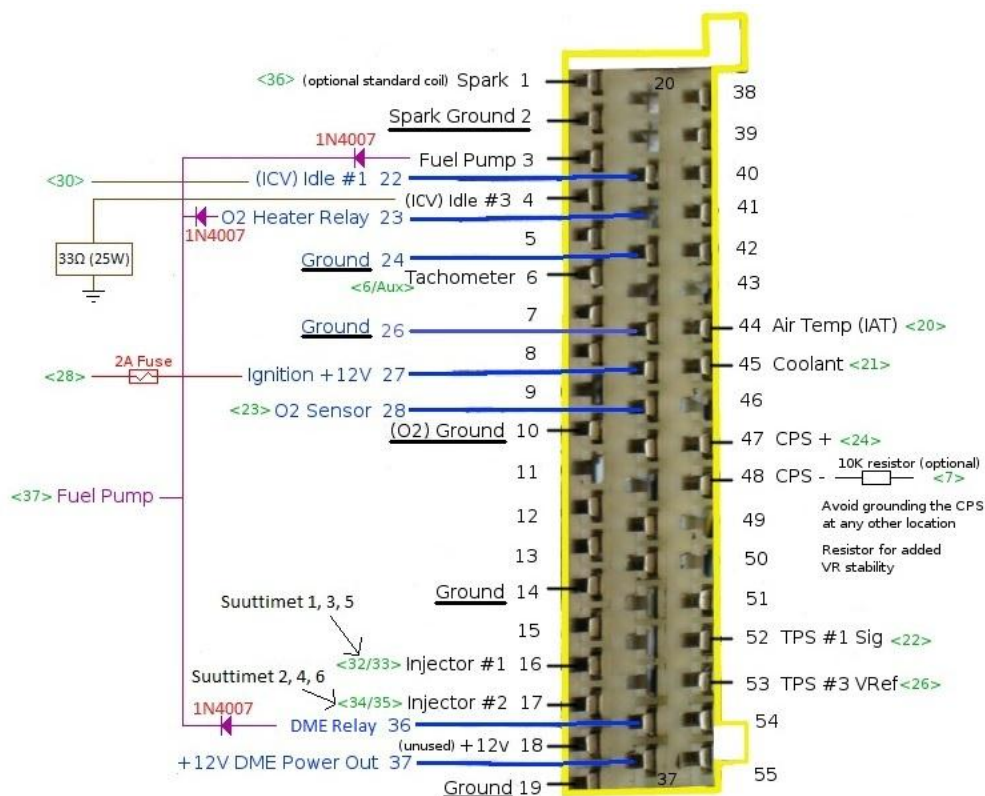 <36> (optional standard coil) Spark 1
20
38
Spark Ground 2
39
1N4007
Fuel Pump 3
<30> (ICV) Idle #1 22
40
(ICV) Idle #3 4
O2 Heater Relay 23
41
1N4007
5
33Ω (25W)
Ground 24
42
Tachometer 6
<6/Aux>
43
7
Ground 26
44 Air Temp (IAT) <20>
8
2A Fuse
<28> Ignition +12V 27
45 Coolant <21>
9
46
<23> O2 Sensor 28
(O2) Ground 10
47 CPS + <24>
10K resistor (optional)
11
48 CPS - <7>
Avoid grounding the CPS
at any other location
<37> Fuel Pump
12
49
Resistor for added
VR stability
13
50
Ground 14
51
Suuttimet 1, 3, 5
15
52 TPS #1 Sig <22>
<32/33> Injector #1 16
Suuttimet 2, 4, 6
53 TPS #3 VRef <26>
<34/35> Injector #2 17
1N4007
DME Relay 36
54
(unused) +12v 18
+12V DME Power Out 37
37
55
Ground 19